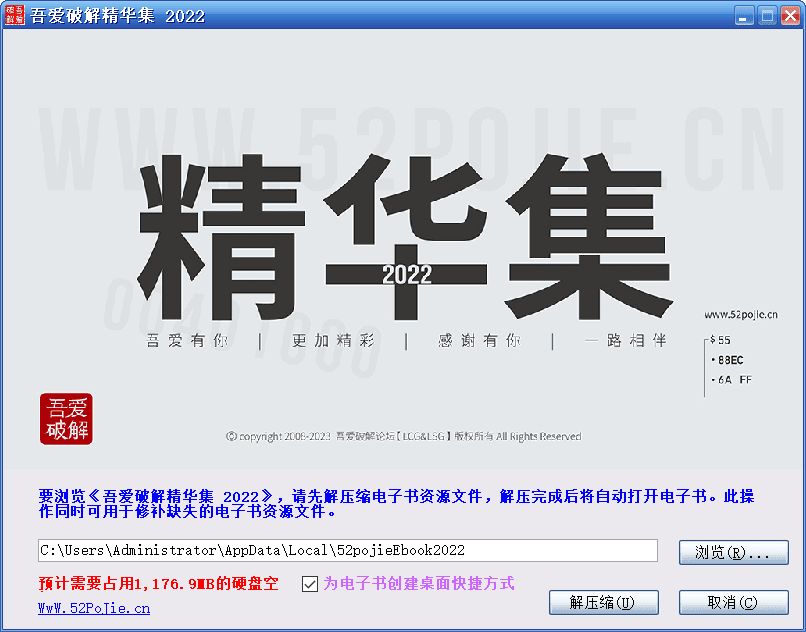 吾爱破解精华集 2022
WWW.52POJIE.CN
精华集
2022
00401000
www.52pojie.cn
吾爱有你 | 更加精彩 | 感谢有你 | 一路相伴
$ 55
• 8BEC
• 6A FF
吾爱
破解
© copyright 2008-2023 吾爱破解论坛【LCG&LSG】版权所有 All Rights Reserved
要浏览《吾爱破解精华集 2022》，请先解压缩电子书资源文件，解压完成后将自动打开电子书。此操
作同时可用于修补缺失的电子书资源文件。
C:\Users\Administrator\AppData\Local\52pojieEbook2022
浏览(R)...
预计需要占用1,176.9MB的硬盘空
为电子书创建桌面快捷方式
WwW.52PoJie.cn
解压缩(U)
取消(C)